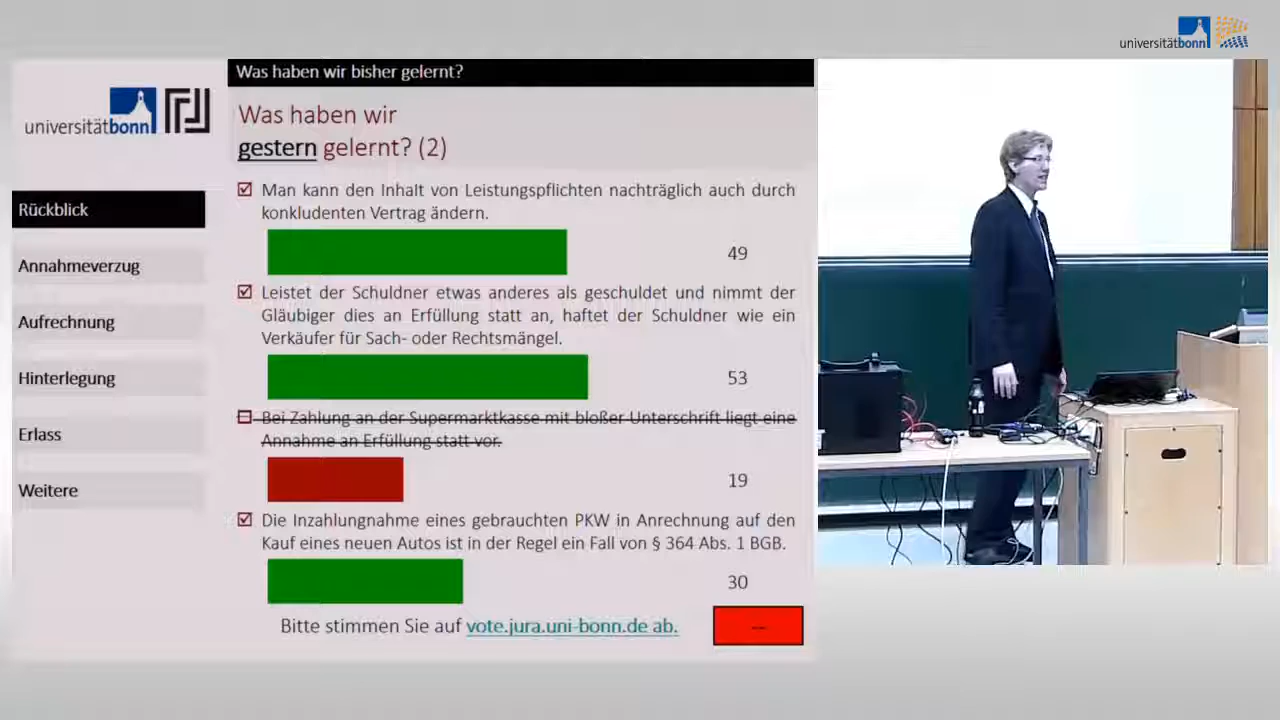 universitätbonn
Was haben wir bisher gelernt?
universitätbonn
Was haben wir
gestern gelernt? (2)
Man kann den Inhalt von Leistungspflichten nachträglich auch durch
konkludenten Vertrag ändern.
49
Leistet der Schuldner etwas anderes als geschuldet und nimmt der
Gläubiger dies an Erfüllung statt an, haftet der Schuldner wie ein
Verkäufer für Sach- oder Rechtsmängel.
53
Bei Zahlung an der Supermarktkasse mit bloßer Unterschrift liegt eine
Annahme an Erfüllung statt vor.
19
Die Inzahlungnahme eines gebrauchten PKW in Anrechnung auf den
Kauf eines neuen Autos ist in der Regel ein Fall von § 364 Abs. 1 BGB.
30
Bitte stimmen Sie auf vote.jura.uni-bonn.de ab.
Rückblick
Annahmeverzug
Aufrechnung
Hinterlegung
Erlass
Weitere